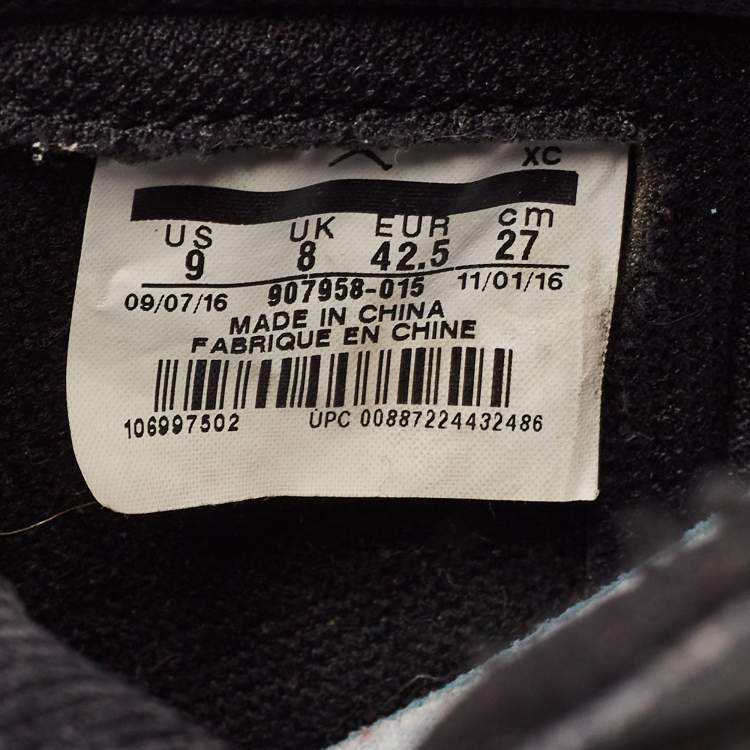 XC
US UK EUR cm
9 8 42.5 27
09/07/16 907958-015 11/01/16
MADE IN CHINA
FABRIQUE EN CHINE
106997502 UPC 00887224432486